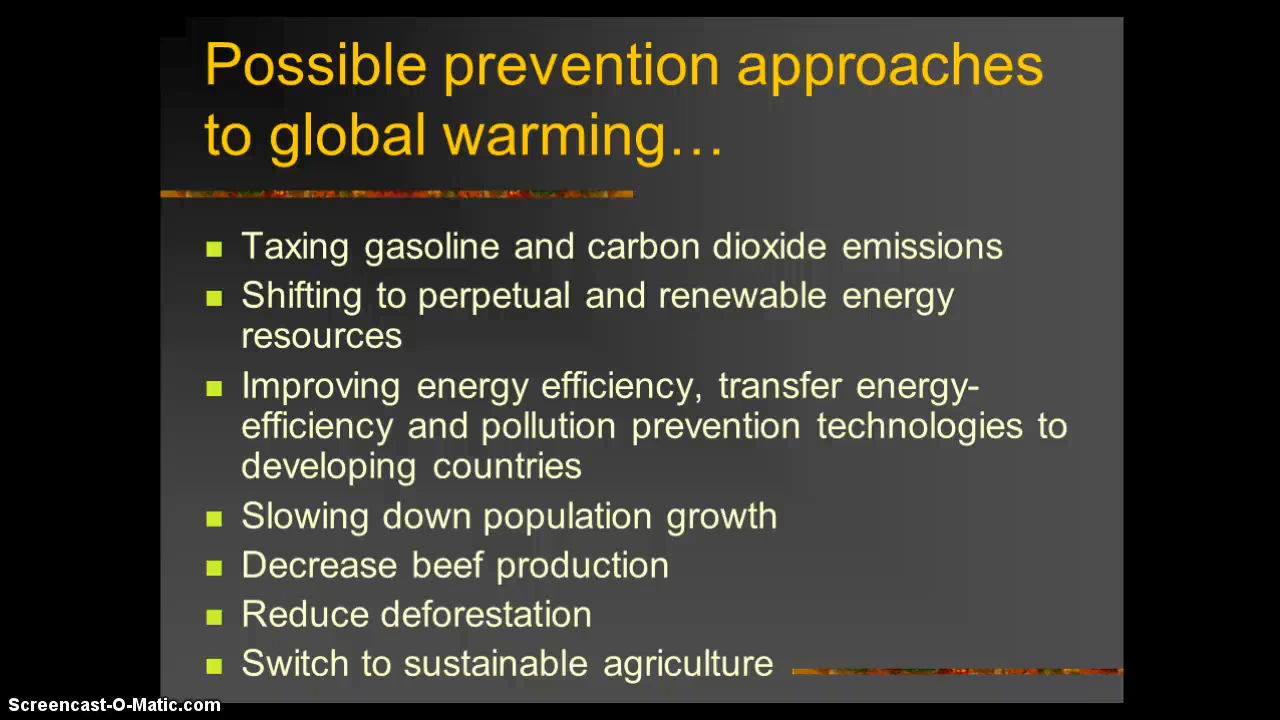 Possible prevention approaches
to global warming…
Taxing gasoline and carbon dioxide emissions
Shifting to perpetual and renewable energy
resources
Improving energy efficiency, transfer energy-
efficiency and pollution prevention technologies to
developing countries
Slowing down population growth
Decrease beef production
Reduce deforestation
Switch to sustainable agriculture
Screencast-O-Matic.com